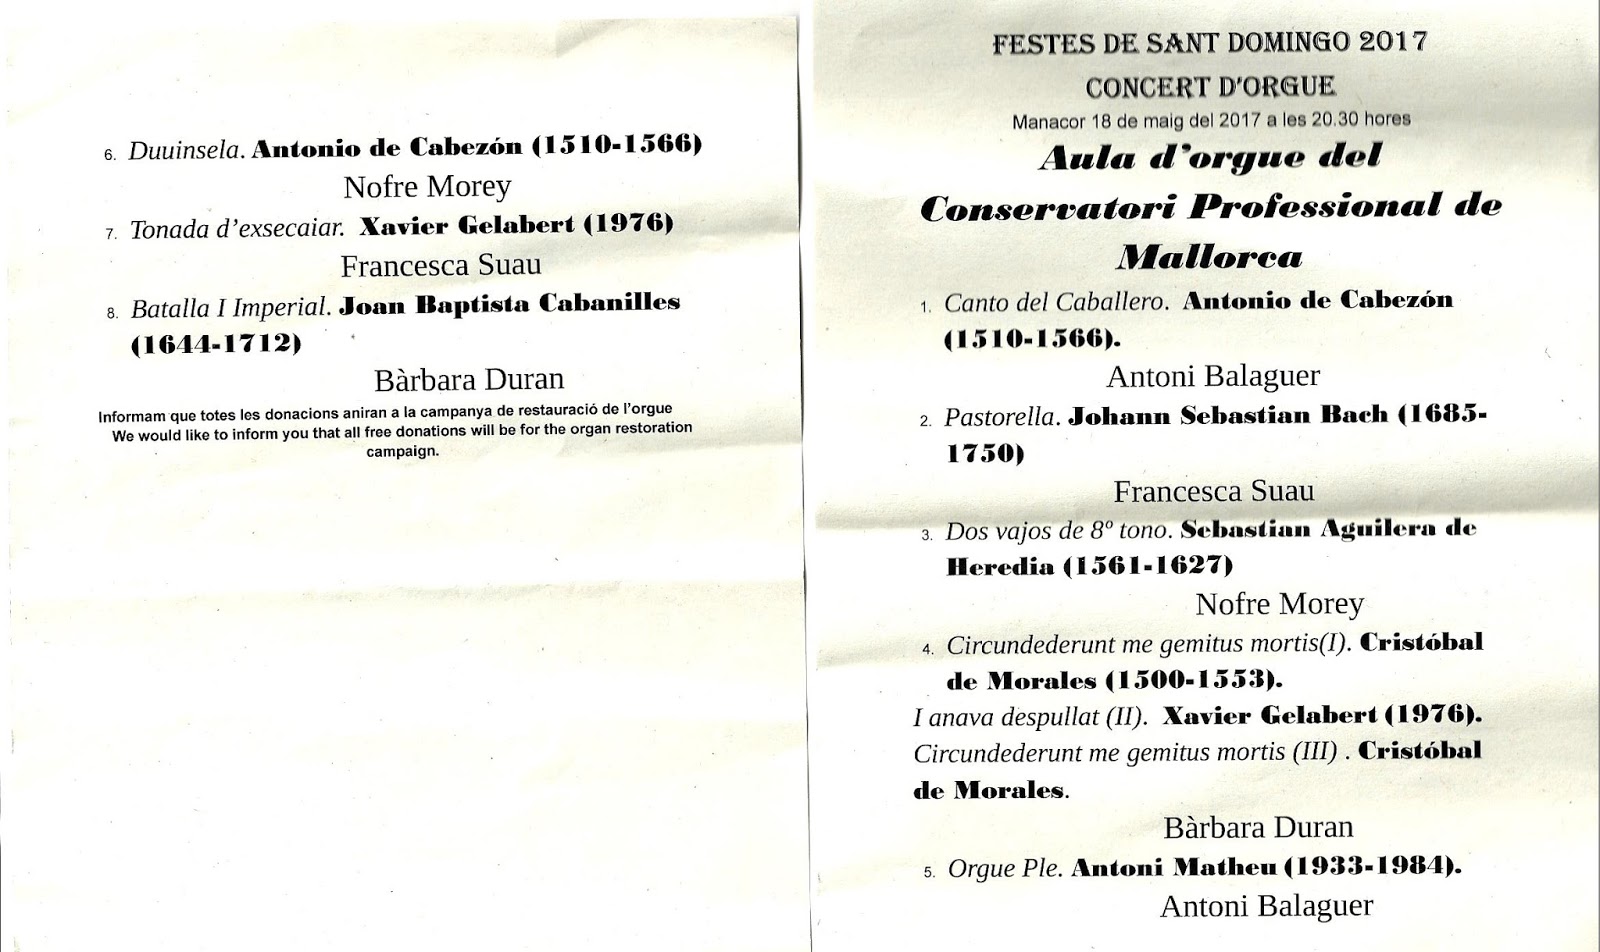 6. Duuinsela. Antonio de Cabezón (1510-1566)
Nofre Morey
7. Tonada d'exsecaiar. Xavier Gelabert (1976)
Francesca Suau
8. Batalla I Imperial. Joan Baptista Cabanilles
(1644-1712)
Bàrbara Duran
Informam que totes les donacions aniran a la campanya de restauració de l'orgue
We would like to inform you that all free donations will be for the organ restoration
campaign.
FESTES DE SANT DOMINGO 2017
CONCERT D'ORGUE
Manacor 18 de maig del 2017 a les 20.30 hores
Aula d'orgue del
Conservatori Professional de
Mallorca
1. Canto del Caballero. Antonio de Cabezón
(1510-1566).
Antoni Balaguer
2. Pastorella. Johann Sebastian Bach (1685-
1750)
Francesca Suau
3. Dos vajos de 8º tono. Sebastian Aguilera de
Heredia (1561-1627)
Nofre Morey
4. Circundederunt me gemitus mortis(I). Cristóbal
de Morales (1500-1553).
I anava despullat (II). Xavier Gelabert (1976).
Circundederunt me gemitus mortis (III) . Cristóbal
de Morales.
Bàrbara Duran
5. Orgue Ple. Antoni Matheu (1933-1984).
Antoni Balaguer